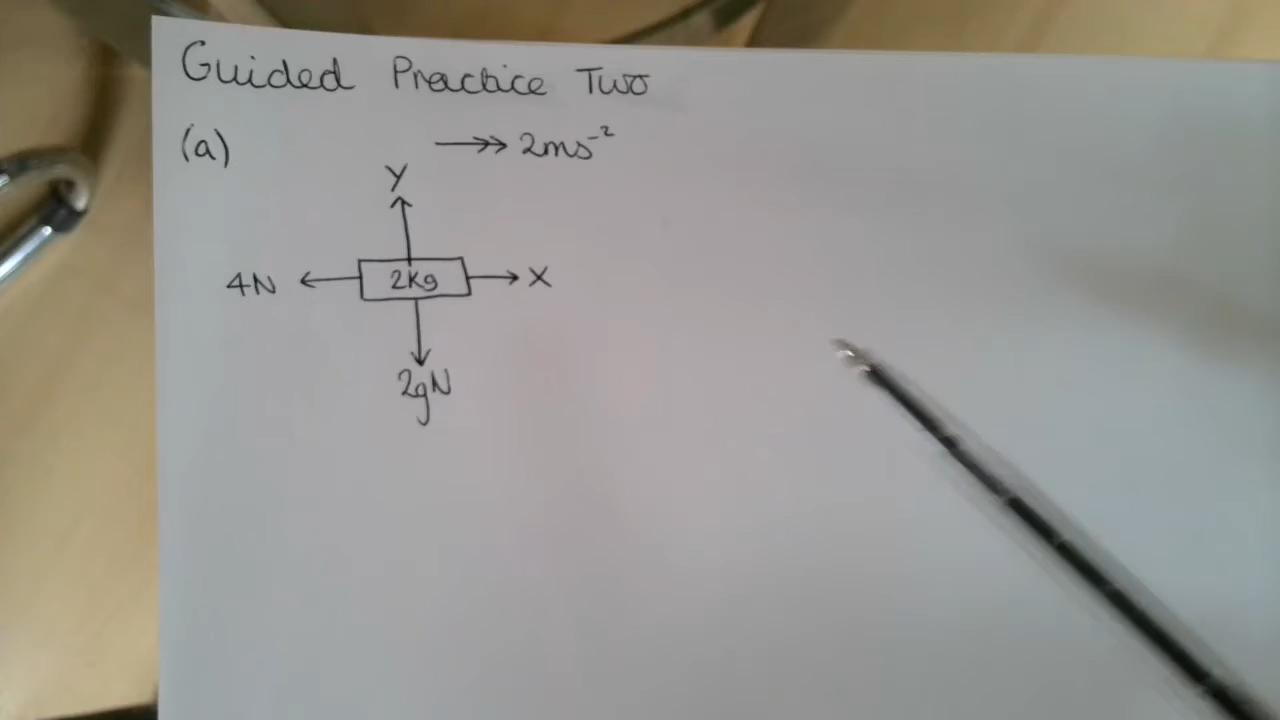 Guided Practice Two
(a) 2ms⁻²
Y
4N 2Kg X
2gN